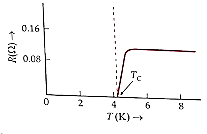 R(Ω) →
0.16
0.08
T_C
0 2 4 6 8
T (K) →